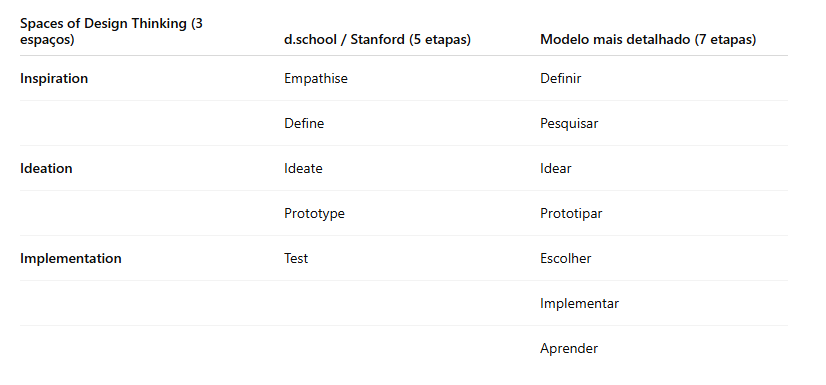 Spaces of Design Thinking (3
espaços) d.school / Stanford (5 etapas) Modelo mais detalhado (7 etapas)
Inspiration Empathise Definir
Define Pesquisar
Ideation Ideate Idear
Prototype Prototipar
Implementation Test Escolher
Implementar
Aprender